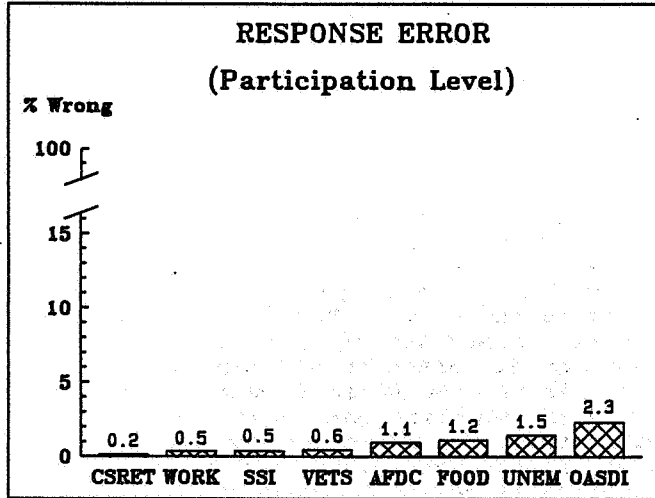 RESPONSE ERROR
(Participation Level)
% Wrong
100
15
10
5
0
0.2 0.5 0.5 0.6 1.1 1.2 1.5 2.3
CSRET WORK SSI VETS AFDC FOOD UNEM OASDI